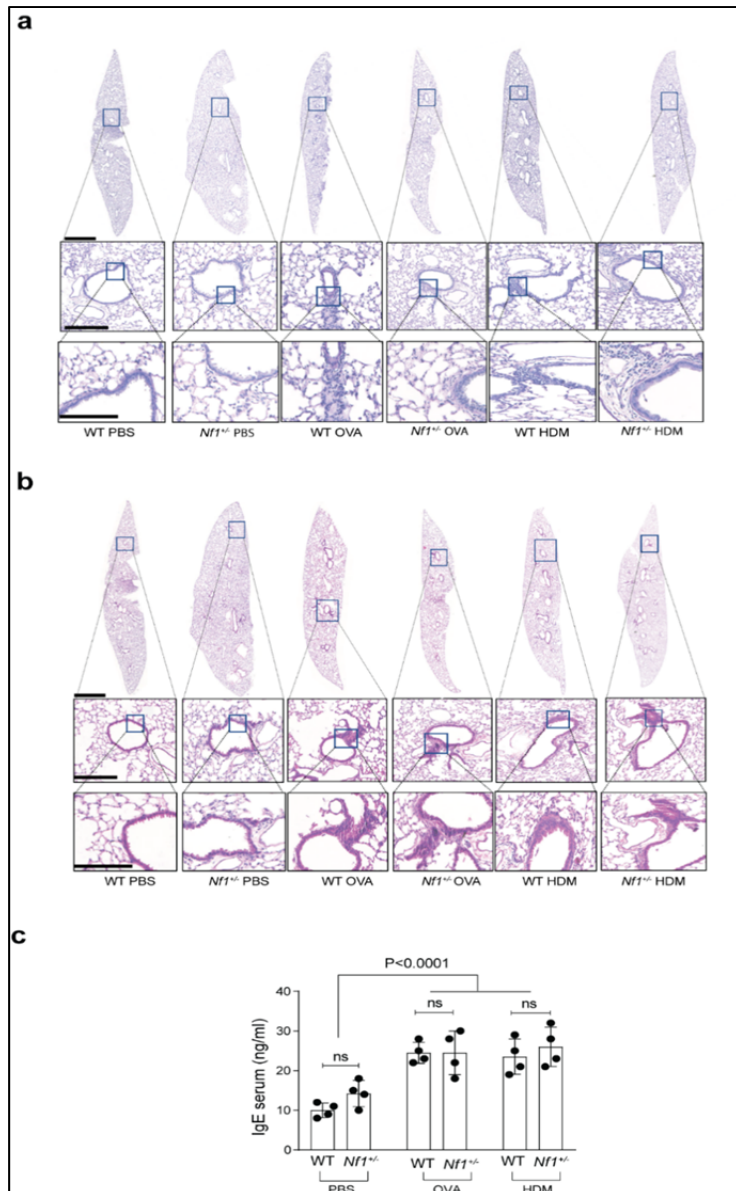 a
WT PBS Nf1+/- PBS WT OVA Nf1+/- OVA WT HDM Nf1+/- HDM
b
WT PBS Nf1+/- PBS WT OVA Nf1+/- OVA WT HDM Nf1+/- HDM
c
P<0.0001
ns ns ns
IgE serum (ng/ml)
40
30
20
10
0
WT Nf1+/- WT Nf1+/- WT Nf1+/-
PBS OVA HDM